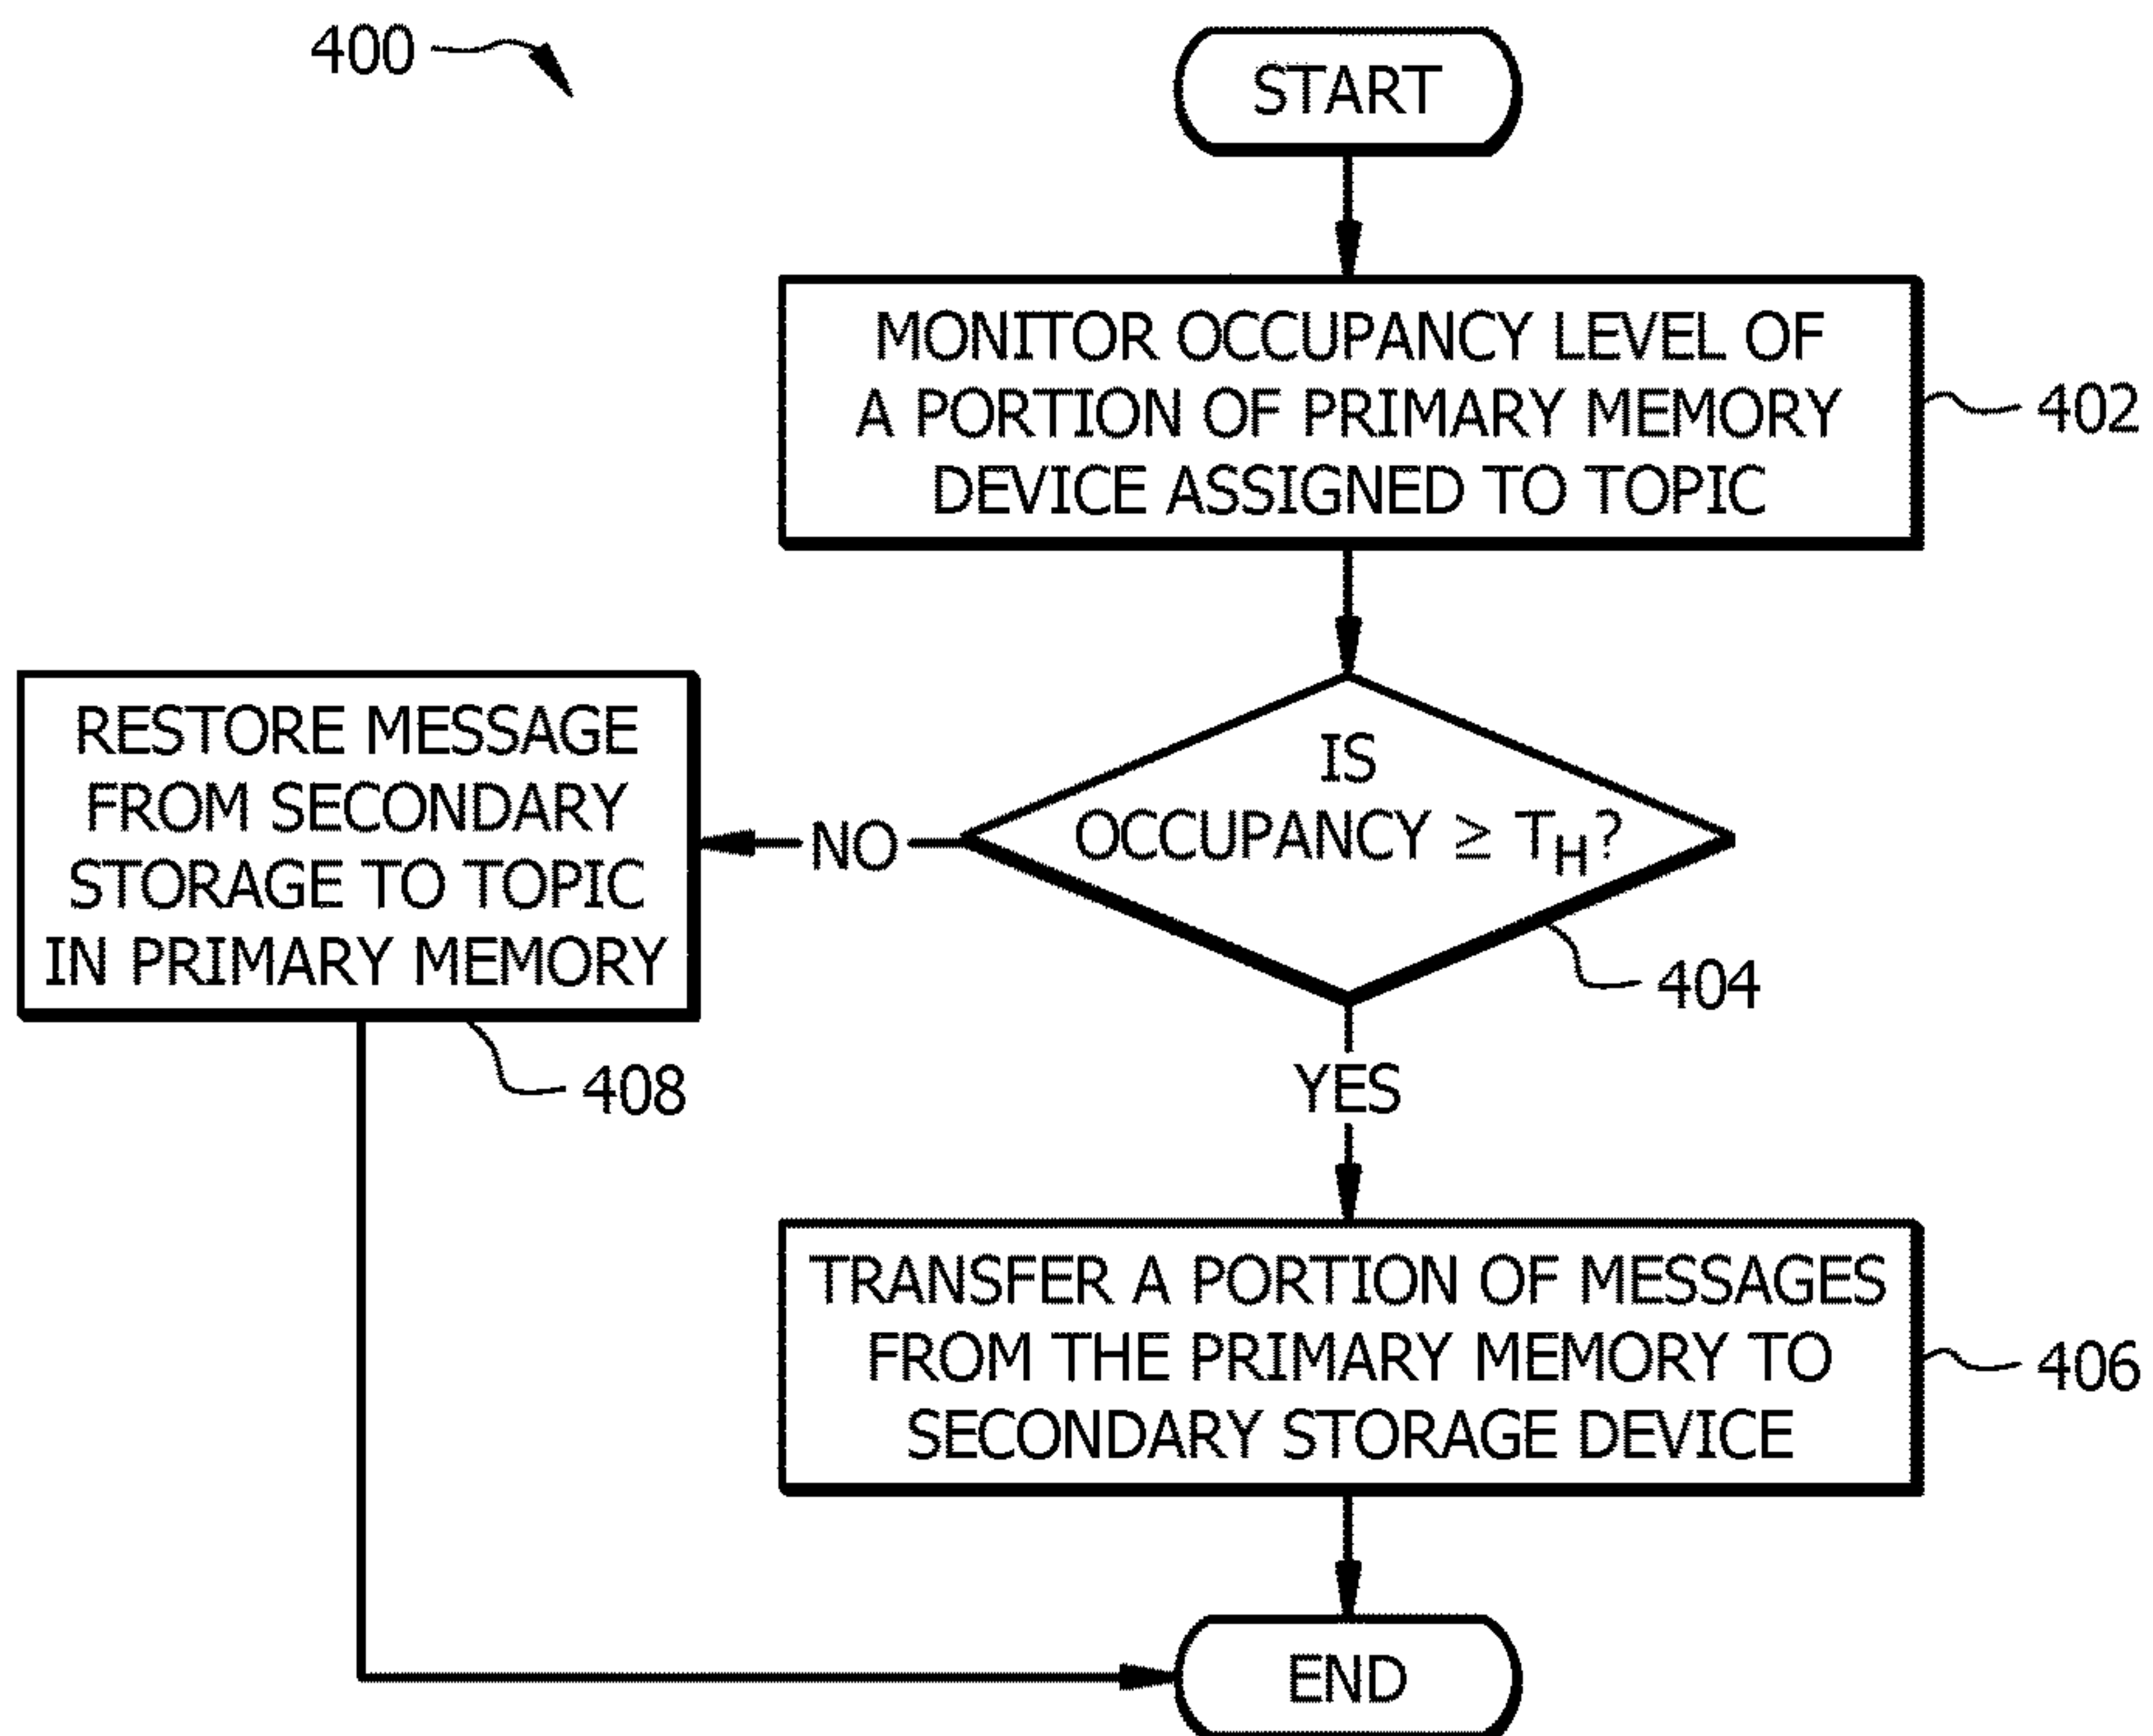 400
START
MONITOR OCCUPANCY LEVEL OF
A PORTION OF PRIMARY MEMORY
DEVICE ASSIGNED TO TOPIC
402
IS
OCCUPANCY ≥ T_H?
404
NO
RESTORE MESSAGE
FROM SECONDARY
STORAGE TO TOPIC
IN PRIMARY MEMORY
408
YES
TRANSFER A PORTION OF MESSAGES
FROM THE PRIMARY MEMORY TO
SECONDARY STORAGE DEVICE
406
END